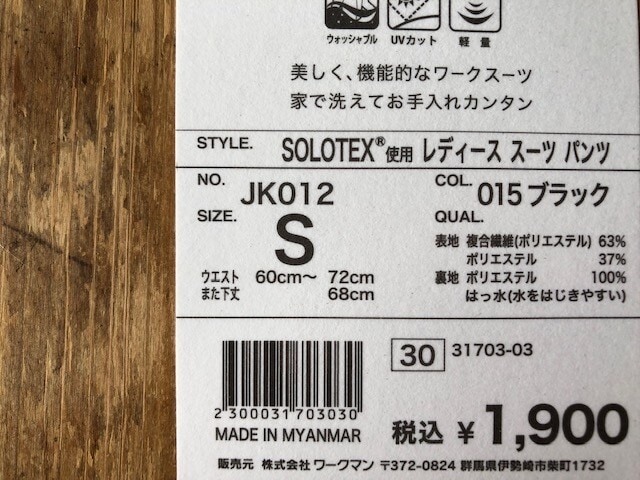 ウォッシャブル UVカット 軽量
美しく、機能的なワークスーツ
家で洗えてお手入れカンタン
STYLE. SOLOTEX®使用 レディース スーツ パンツ
NO. JK012 COL. 015ブラック
SIZE. S QUAL.
表地 複合繊維(ポリエステル) 63%
ポリエステル 37%
裏地 ポリエステル 100%
はっ水(水をはじきやすい)
ウエスト 60cm〜 72cm
また下丈 68cm
30 31703-03
2300031703030
MADE IN MYANMAR 税込 ¥1,900
販売元 株式会社 ワークマン 〒372-0824 群馬県伊勢崎市柴町1732